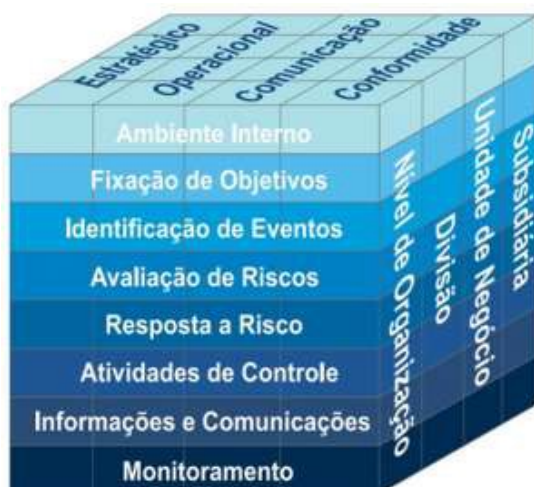 Estratégico
Operacional
Comunicação
Conformidade
Ambiente Interno
Fixação de Objetivos
Identificação de Eventos
Avaliação de Riscos
Resposta a Risco
Atividades de Controle
Informações e Comunicações
Monitoramento
Nível de Organização
Divisão
Unidade de Negócio
Subsidiária